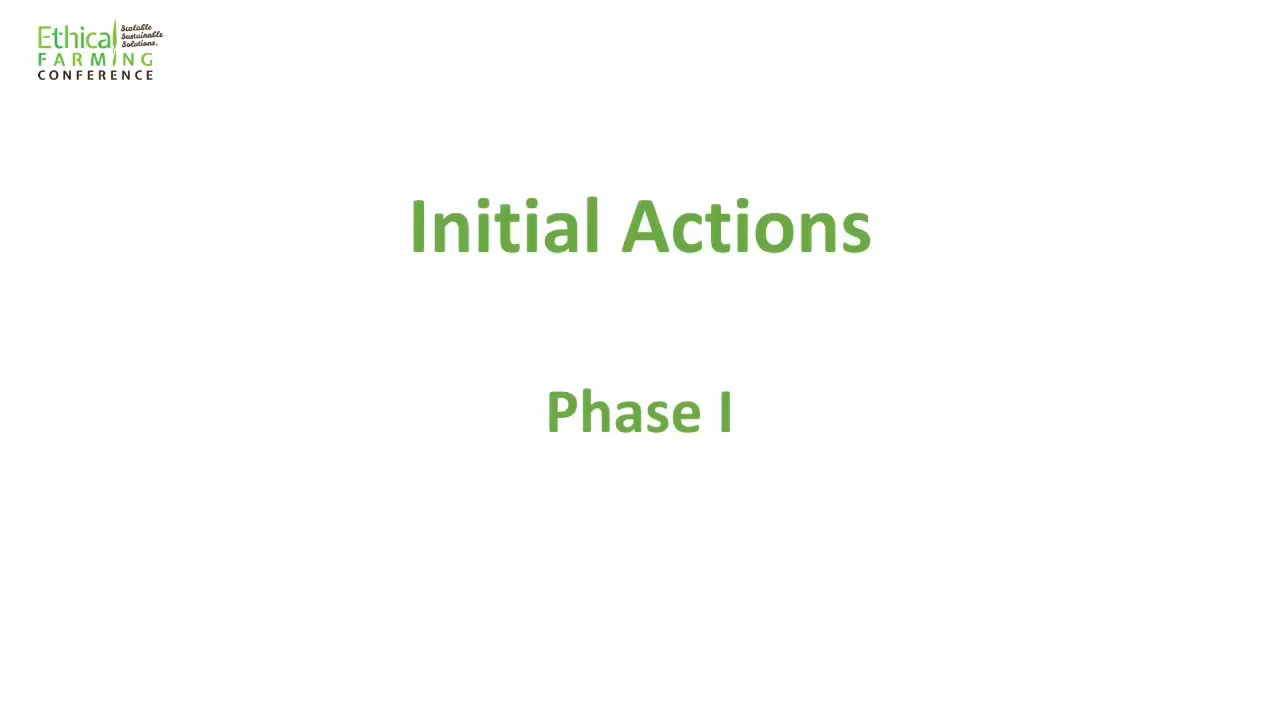 Ethical
Scalable
Sustainable
Solutions.
FARMING
CONFERENCE
Initial Actions
Phase I